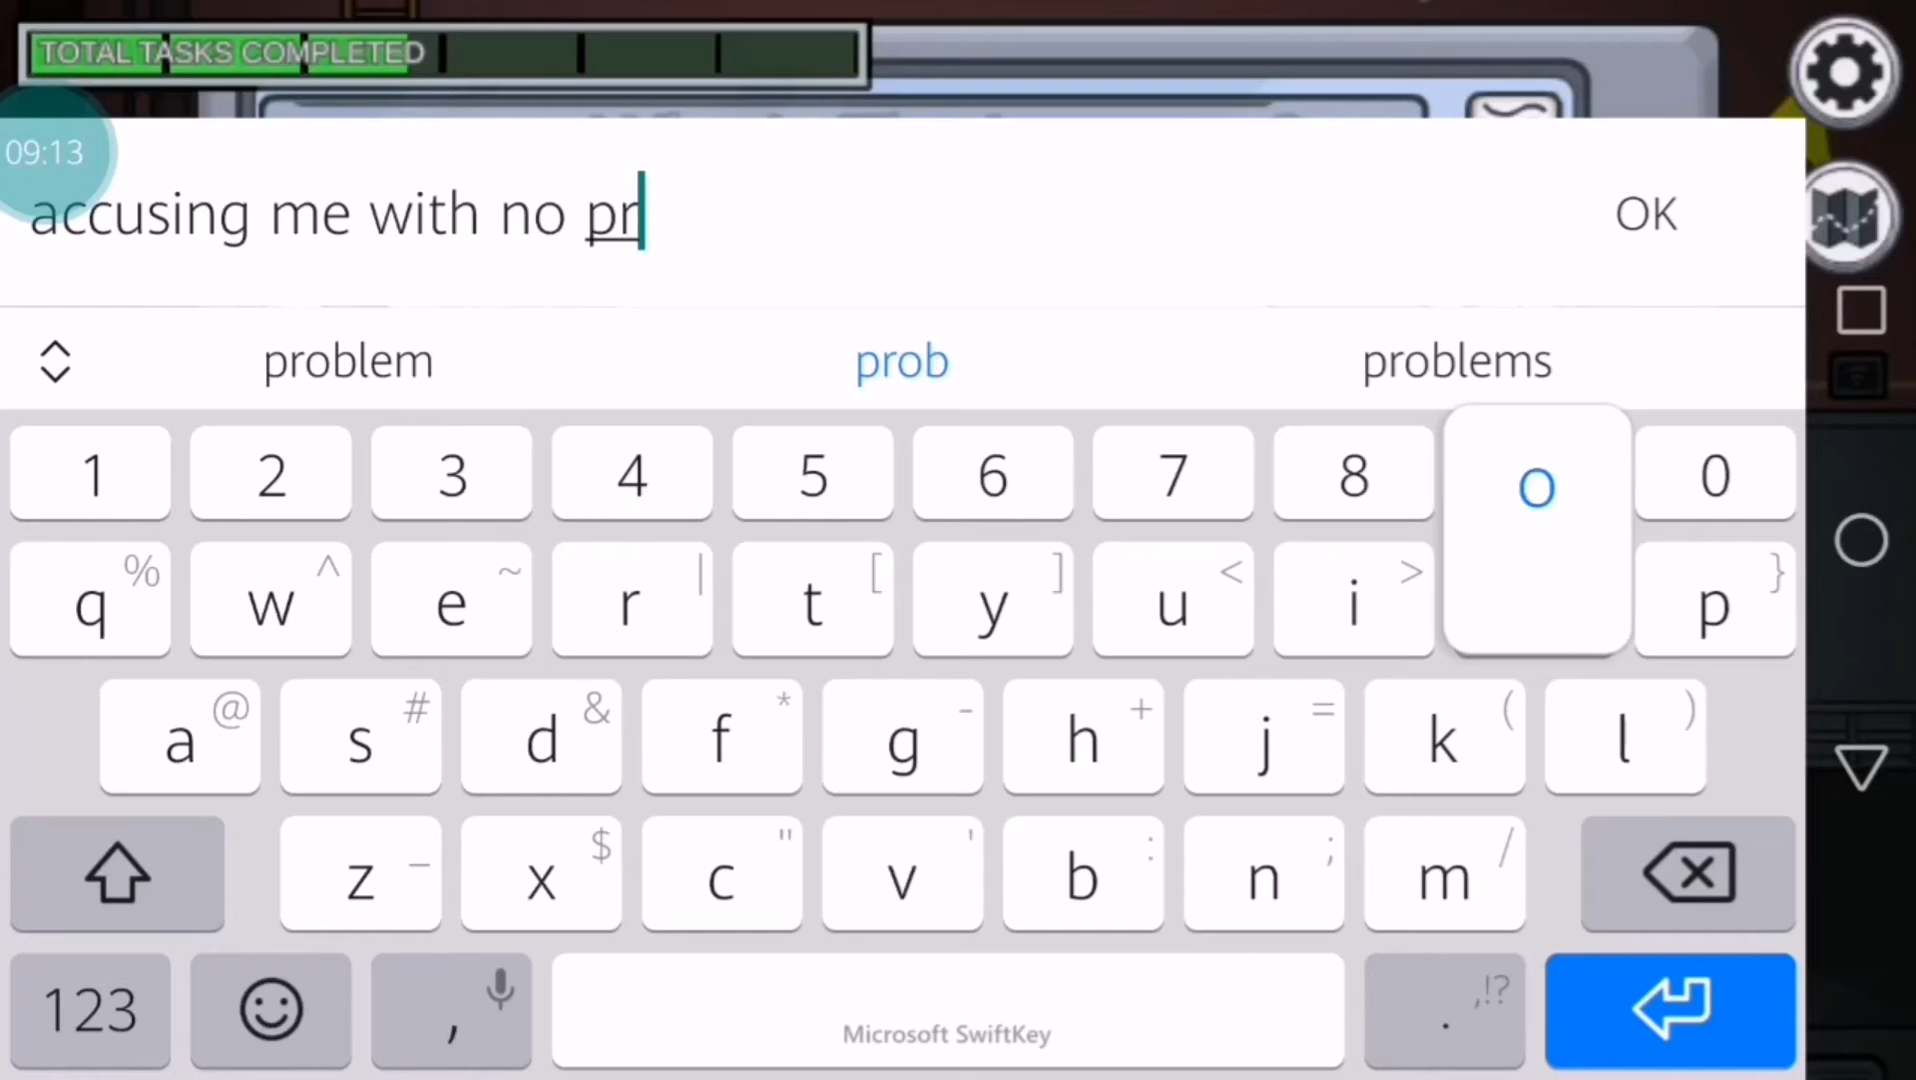 TOTAL TASKS COMPLETED
09:13
accusing me with no pr
OK
problem prob problems
1 2 3 4 5 6 7 8 o 0
q % w ^ e ~ r | t [ y ] u < i > p }
a @ s # d & f * g - h + j = k ( l )
z _ x $ c " v ' b : n ; m /
123 , Microsoft SwiftKey . ,!?